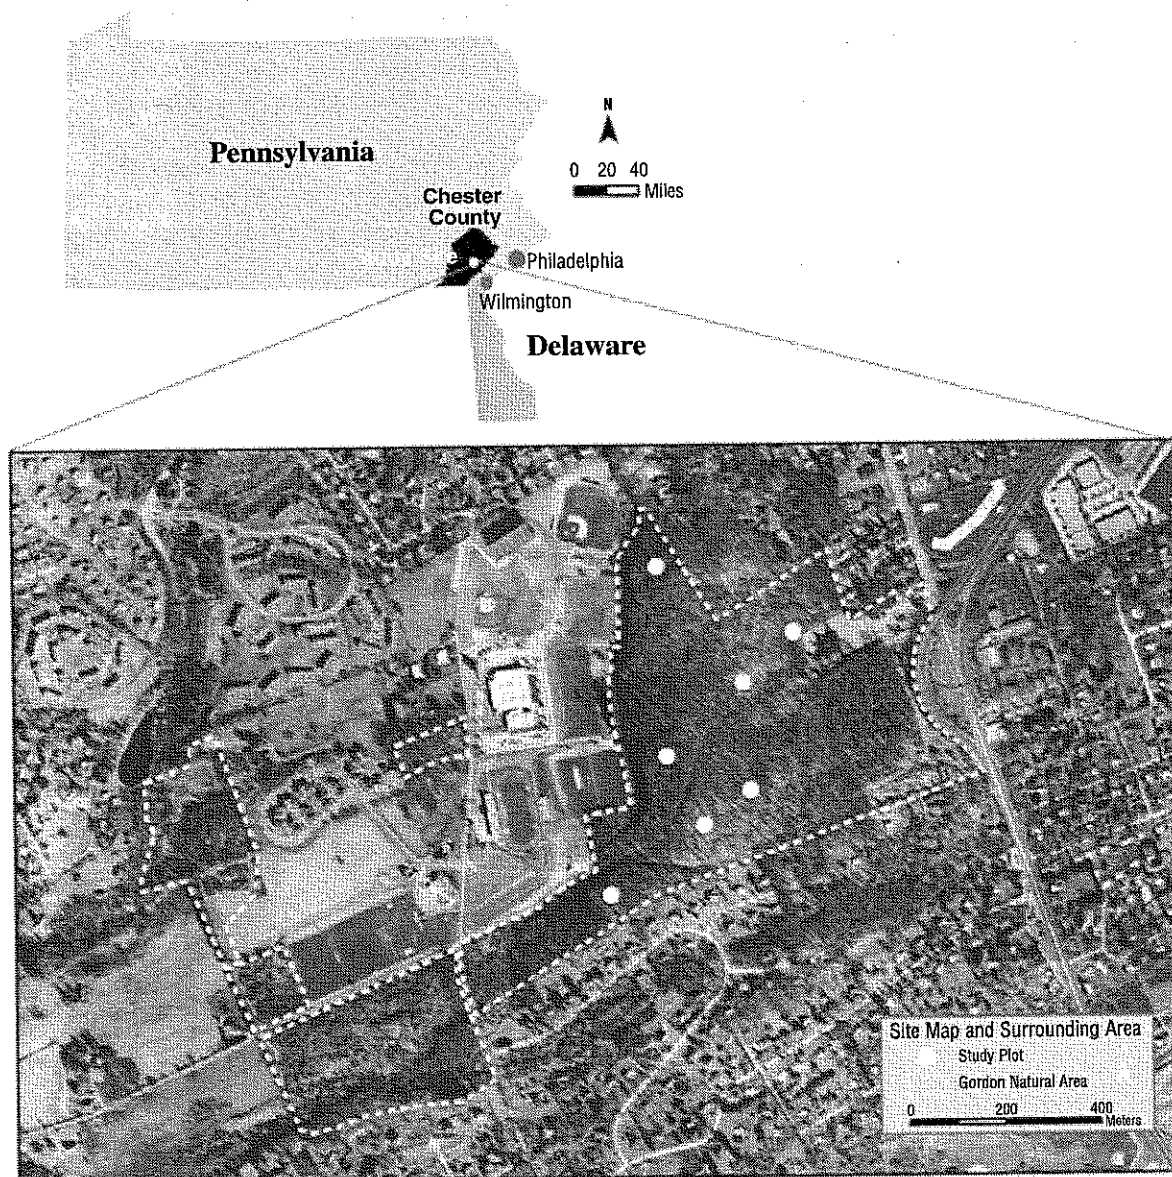 N
Pennsylvania
0 20 40
Miles
Chester
County
Philadelphia
Wilmington
Delaware
Site Map and Surrounding Area
Study Plot
Gordon Natural Area
0 200 400
Meters